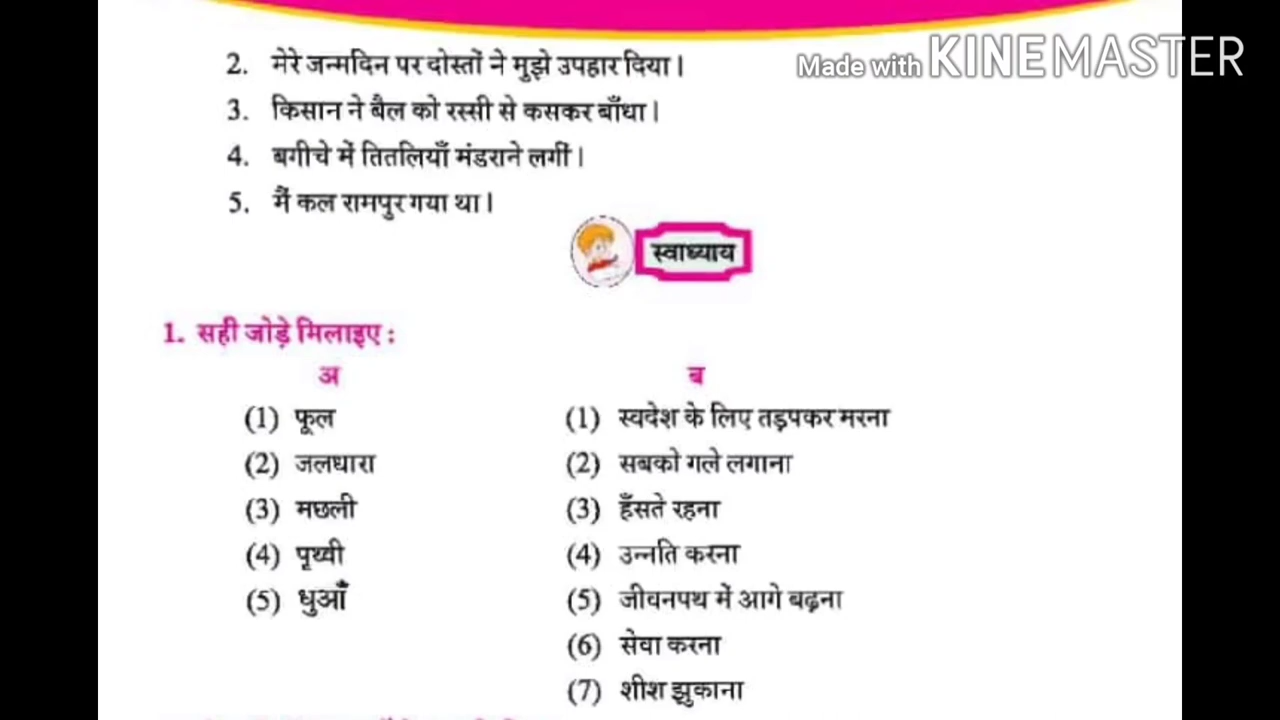 Made with KINEMASTER
2. मेरे जन्मदिन पर दोस्तों ने मुझे उपहार दिया।
3. किसान ने बैल को रस्सी से कसकर बाँधा।
4. बगीचे में तितलियाँ मंडराने लगीं।
5. मैं कल रामपुर गया था।
स्वाध्याय
1. सही जोड़े मिलाइए :
अ ब
(1) फूल (1) स्वदेश के लिए तड़पकर मरना
(2) जलधारा (2) सबको गले लगाना
(3) मछली (3) हँसते रहना
(4) पृथ्वी (4) उन्नति करना
(5) धुआँ (5) जीवनपथ में आगे बढ़ना
(6) सेवा करना
(7) शीश झुकाना